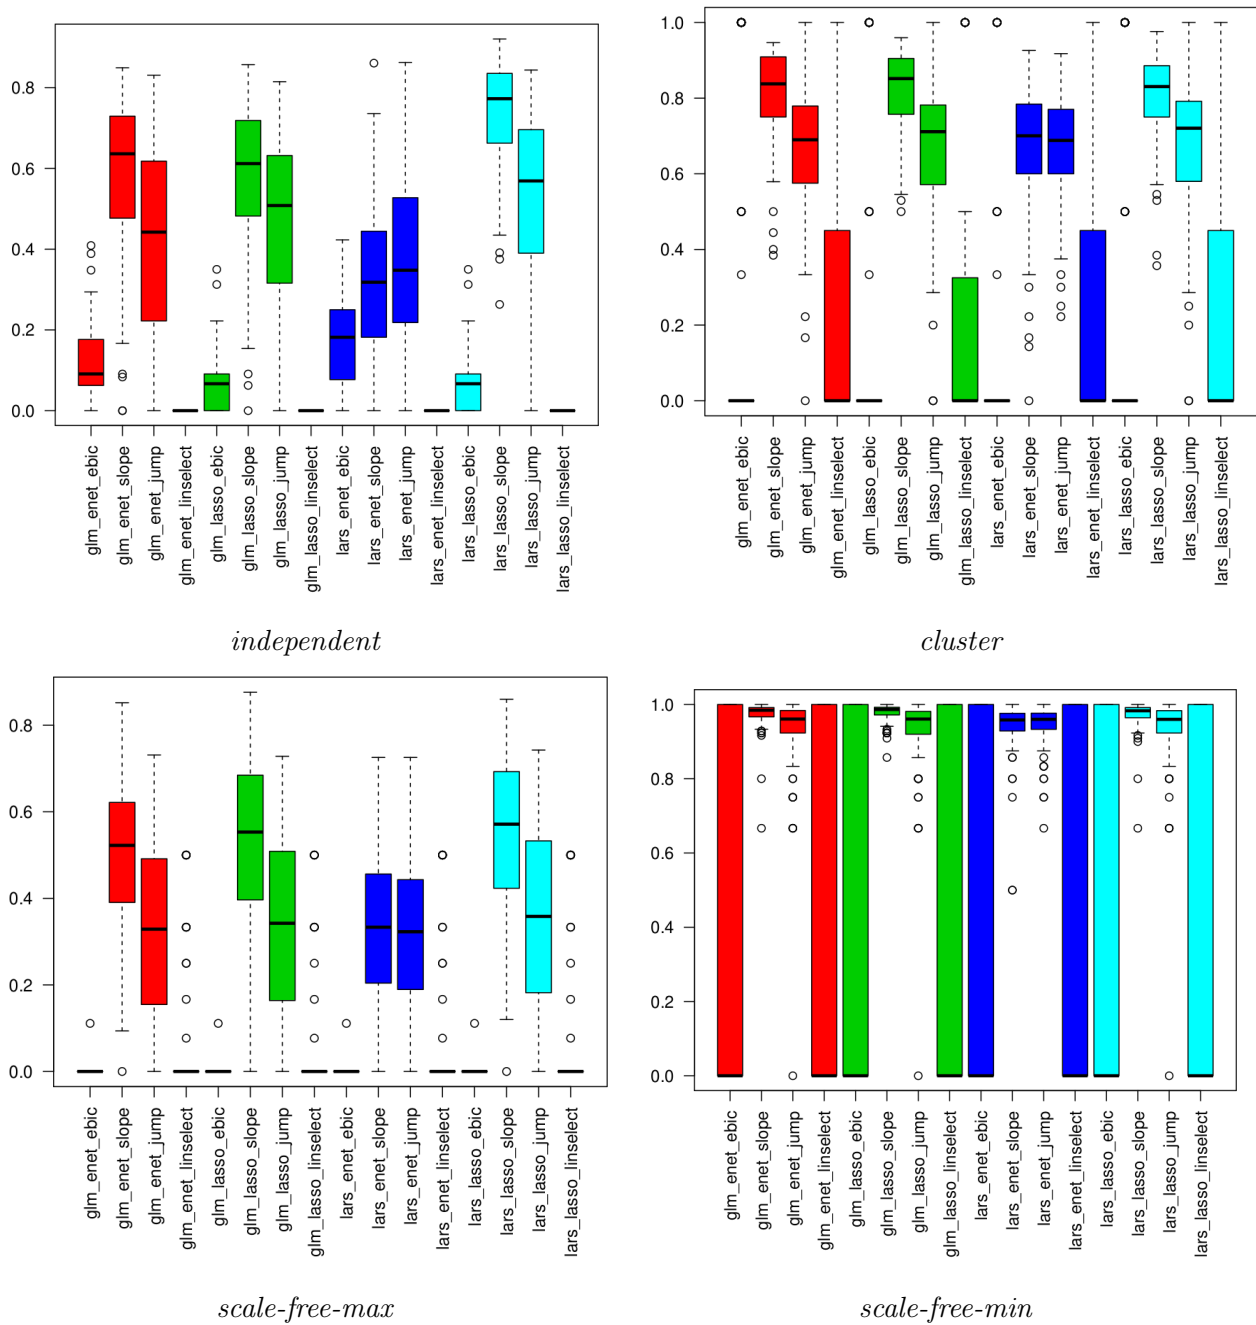 0.0
0.2
0.4
0.6
0.8
glm_enet_ebic
glm_enet_slope
glm_enet_jump
glm_enet_linselect
glm_lasso_ebic
glm_lasso_slope
glm_lasso_jump
glm_lasso_linselect
lars_enet_ebic
lars_enet_slope
lars_enet_jump
lars_enet_linselect
lars_lasso_ebic
lars_lasso_slope
lars_lasso_jump
lars_lasso_linselect
independent
0.0
0.2
0.4
0.6
0.8
1.0
glm_enet_ebic
glm_enet_slope
glm_enet_jump
glm_enet_linselect
glm_lasso_ebic
glm_lasso_slope
glm_lasso_jump
glm_lasso_linselect
lars_enet_ebic
lars_enet_slope
lars_enet_jump
lars_enet_linselect
lars_lasso_ebic
lars_lasso_slope
lars_lasso_jump
lars_lasso_linselect
cluster
0.0
0.2
0.4
0.6
0.8
glm_enet_ebic
glm_enet_slope
glm_enet_jump
glm_enet_linselect
glm_lasso_ebic
glm_lasso_slope
glm_lasso_jump
glm_lasso_linselect
lars_enet_ebic
lars_enet_slope
lars_enet_jump
lars_enet_linselect
lars_lasso_ebic
lars_lasso_slope
lars_lasso_jump
lars_lasso_linselect
scale-free-max
0.0
0.2
0.4
0.6
0.8
1.0
glm_enet_ebic
glm_enet_slope
glm_enet_jump
glm_enet_linselect
glm_lasso_ebic
glm_lasso_slope
glm_lasso_jump
glm_lasso_linselect
lars_enet_ebic
lars_enet_slope
lars_enet_jump
lars_enet_linselect
lars_lasso_ebic
lars_lasso_slope
lars_lasso_jump
lars_lasso_linselect
scale-free-min